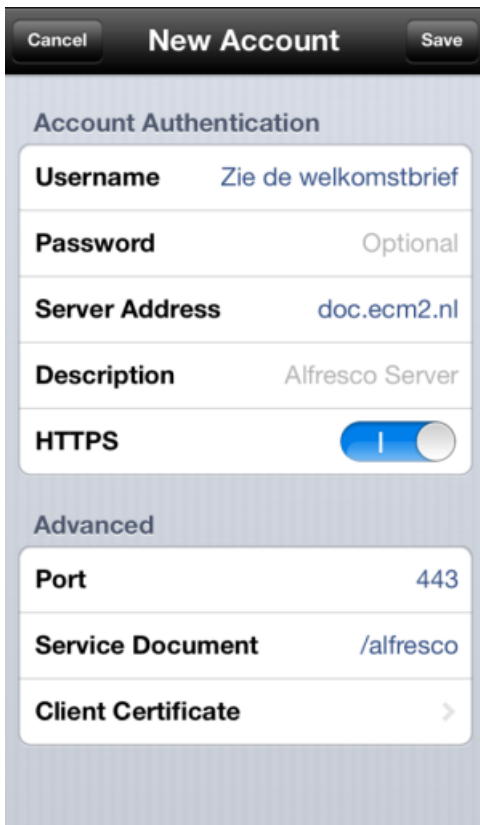 Cancel New Account Save
Account Authentication
Username Zie de welkomstbrief
Password Optional
Server Address doc.ecm2.nl
Description Alfresco Server
HTTPS
Advanced
Port 443
Service Document /alfresco
Client Certificate